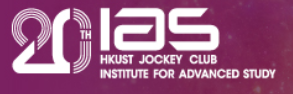 20TH IAS
HKUST JOCKEY CLUB
INSTITUTE FOR ADVANCED STUDY